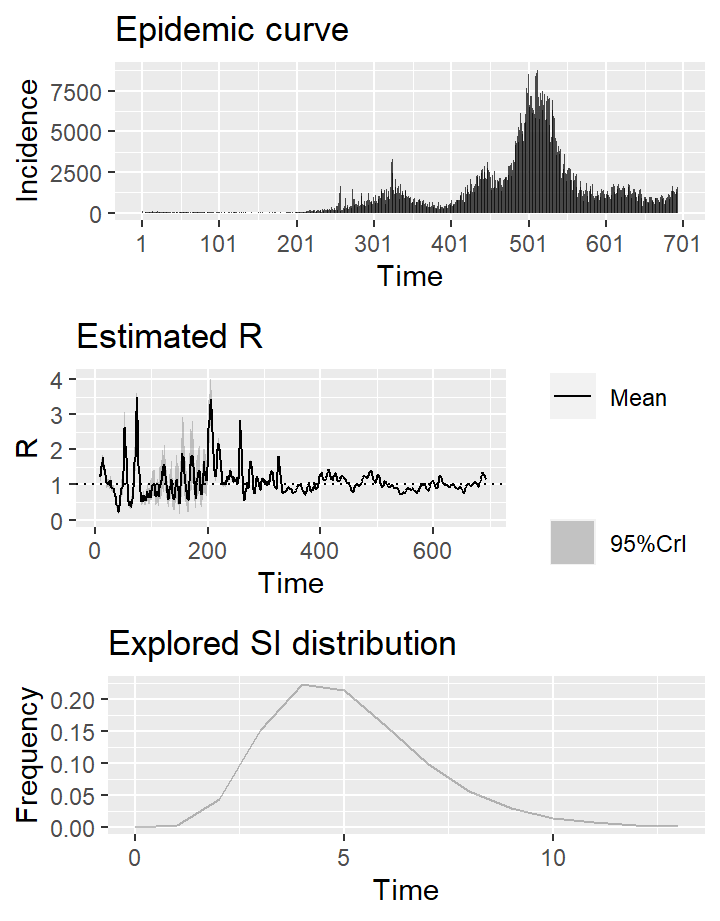 Epidemic curve
7500
5000
2500
0
Incidence
1 101 201 301 401 501 601 701
Time
Estimated R
4
3
2
1
0
R
0 200 400 600
Time
Mean
95%CrI
Explored SI distribution
0.20
0.15
0.10
0.05
0.00
Frequency
0 5 10
Time